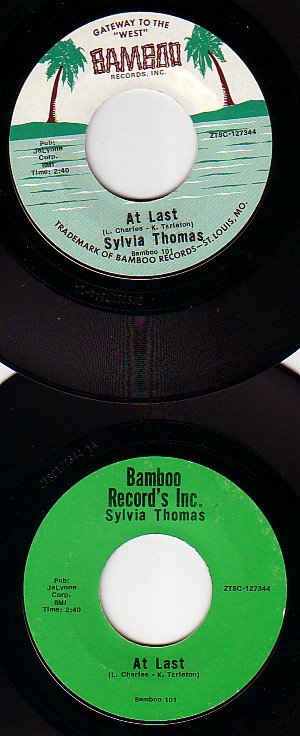 GATEWAY TO THE
"WEST"
BAMBOO
RECORDS, INC.
Pub:
JaLynne
Corp.
BMI
Time: 2:40
ZTSC-127344
At Last
(L. Charles - K. Tarleton)
Sylvia Thomas
Bamboo 101
TRADEMARK OF BAMBOO RECORDS-ST. LOUIS, MO.
Bamboo
Record's Inc.
Sylvia Thomas
Pub:
JaLynne
Corp.
BMI
Time: 2:40
ZTSC-127344
At Last
(L. Charles - K. Tarleton)
Bamboo 101